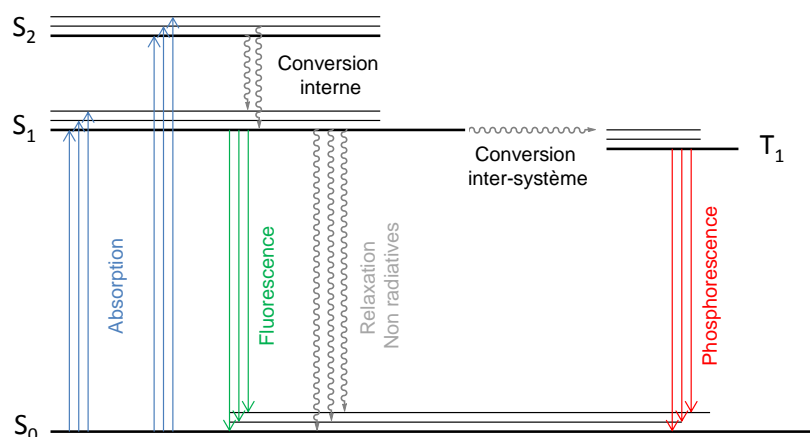 S2
Conversion
interne
S1
Conversion
inter-système
T1
Absorption
Fluorescence
Relaxation
Non radiatives
Phosphorescence
S0